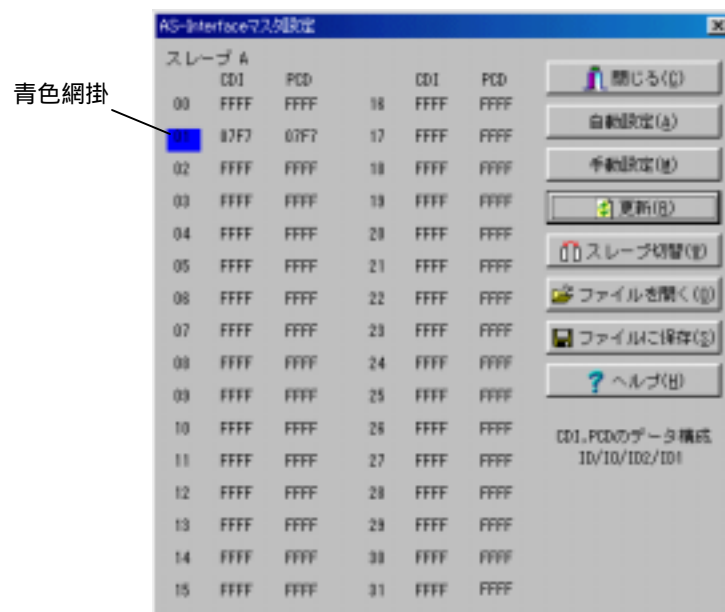 AS-Interfaceマスタ設定
スレーブ A
CDI PCD CDI PCD
青色網掛
00 FFFF FFFF 16 FFFF FFFF
01 07F7 07F7 17 FFFF FFFF
02 FFFF FFFF 18 FFFF FFFF
03 FFFF FFFF 19 FFFF FFFF
04 FFFF FFFF 20 FFFF FFFF
05 FFFF FFFF 21 FFFF FFFF
06 FFFF FFFF 22 FFFF FFFF
07 FFFF FFFF 23 FFFF FFFF
08 FFFF FFFF 24 FFFF FFFF
09 FFFF FFFF 25 FFFF FFFF
10 FFFF FFFF 26 FFFF FFFF
11 FFFF FFFF 27 FFFF FFFF
12 FFFF FFFF 28 FFFF FFFF
13 FFFF FFFF 29 FFFF FFFF
14 FFFF FFFF 30 FFFF FFFF
15 FFFF FFFF 31 FFFF FFFF
閉じる(C)
自動設定(A)
手動設定(M)
更新(R)
スレーブ切替(W)
ファイルを開く(O)
ファイルに保存(S)
ヘルプ(H)
CDI,PCDのデータ構成
ID/IO/ID2/ID1